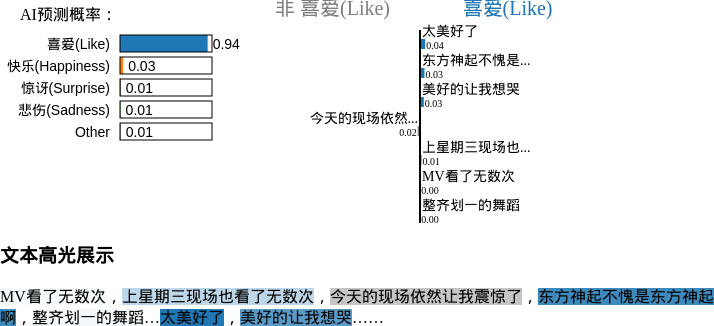 AI预测概率：
喜爱(Like) 0.94
快乐(Happiness) 0.03
惊讶(Surprise) 0.01
悲伤(Sadness) 0.01
Other 0.01
非 喜爱(Like) 喜爱(Like)
太美好了
0.04
东方神起不愧是...
0.03
美好的让我想哭
0.03
今天的现场依然...
0.02
上星期三现场也...
0.01
MV看了无数次
0.00
整齐划一的舞蹈
0.00
文本高光展示
MV看了无数次，上星期三现场也看了无数次，今天的现场依然让我震惊了，东方神起不愧是东方神起
啊，整齐划一的舞蹈...太美好了，美好的让我想哭......